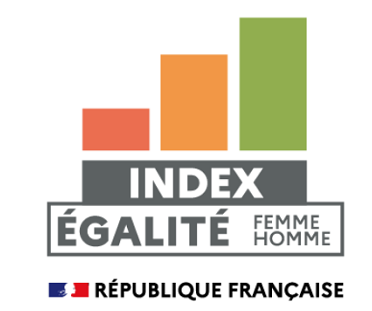 INDEX
ÉGALITÉ FEMME
HOMME
RÉPUBLIQUE FRANÇAISE